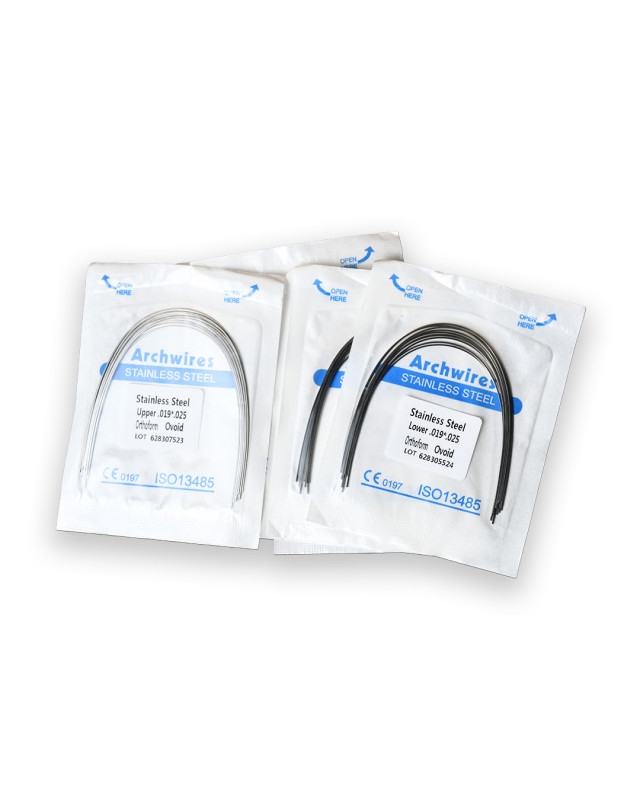 OPEN
HERE
OPEN
HERE
Archwires
STAINLESS STEEL
Stainless Steel
Upper .019*.025
Orthoform Ovoid
LOT 628307523
CE 0197 ISO13485
OPEN
HERE
OPEN
OPEN
HERE
OPEN
HERE
Archwires
STAINLESS STEEL
Stainless Steel
Lower .019*.025
Orthoform Ovoid
LOT 628305524
CE 0197 ISO13485